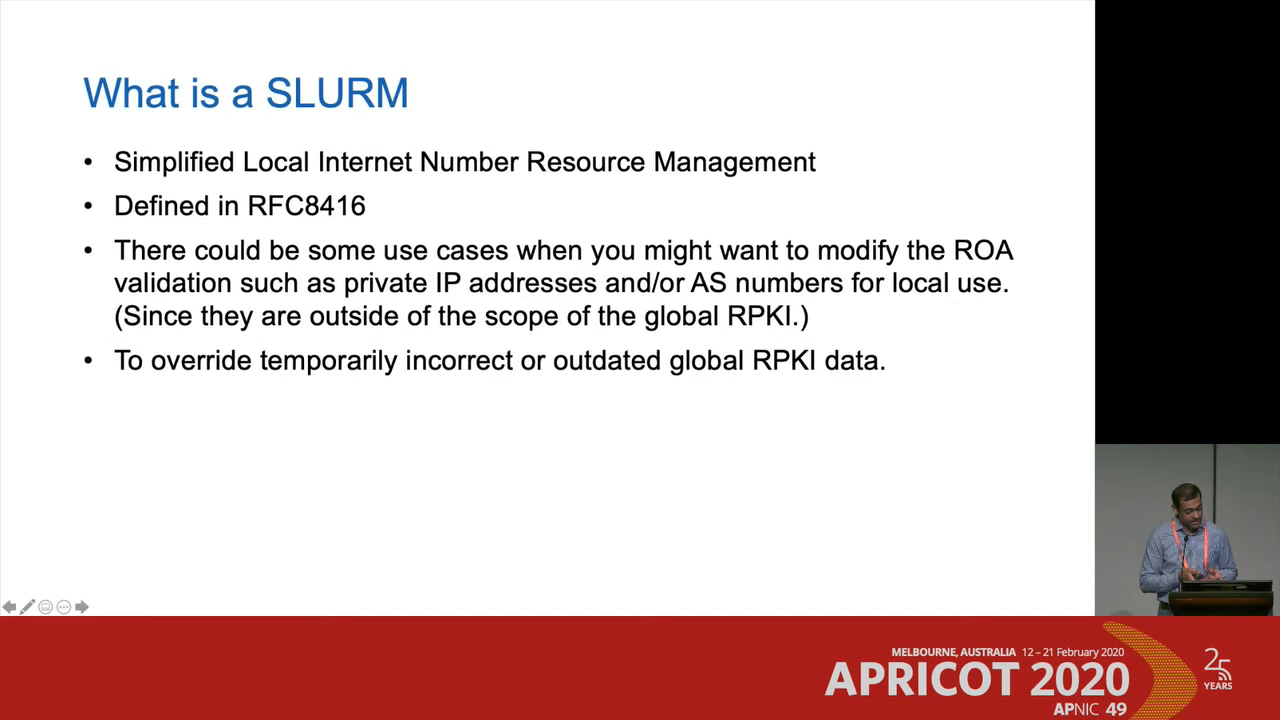 What is a SLURM
• Simplified Local Internet Number Resource Management
• Defined in RFC8416
• There could be some use cases when you might want to modify the ROA
validation such as private IP addresses and/or AS numbers for local use.
(Since they are outside of the scope of the global RPKI.)
• To override temporarily incorrect or outdated global RPKI data.
MELBOURNE, AUSTRALIA 12 – 21 February 2020
APRICOT 2020
APNIC 49
25
YEARS